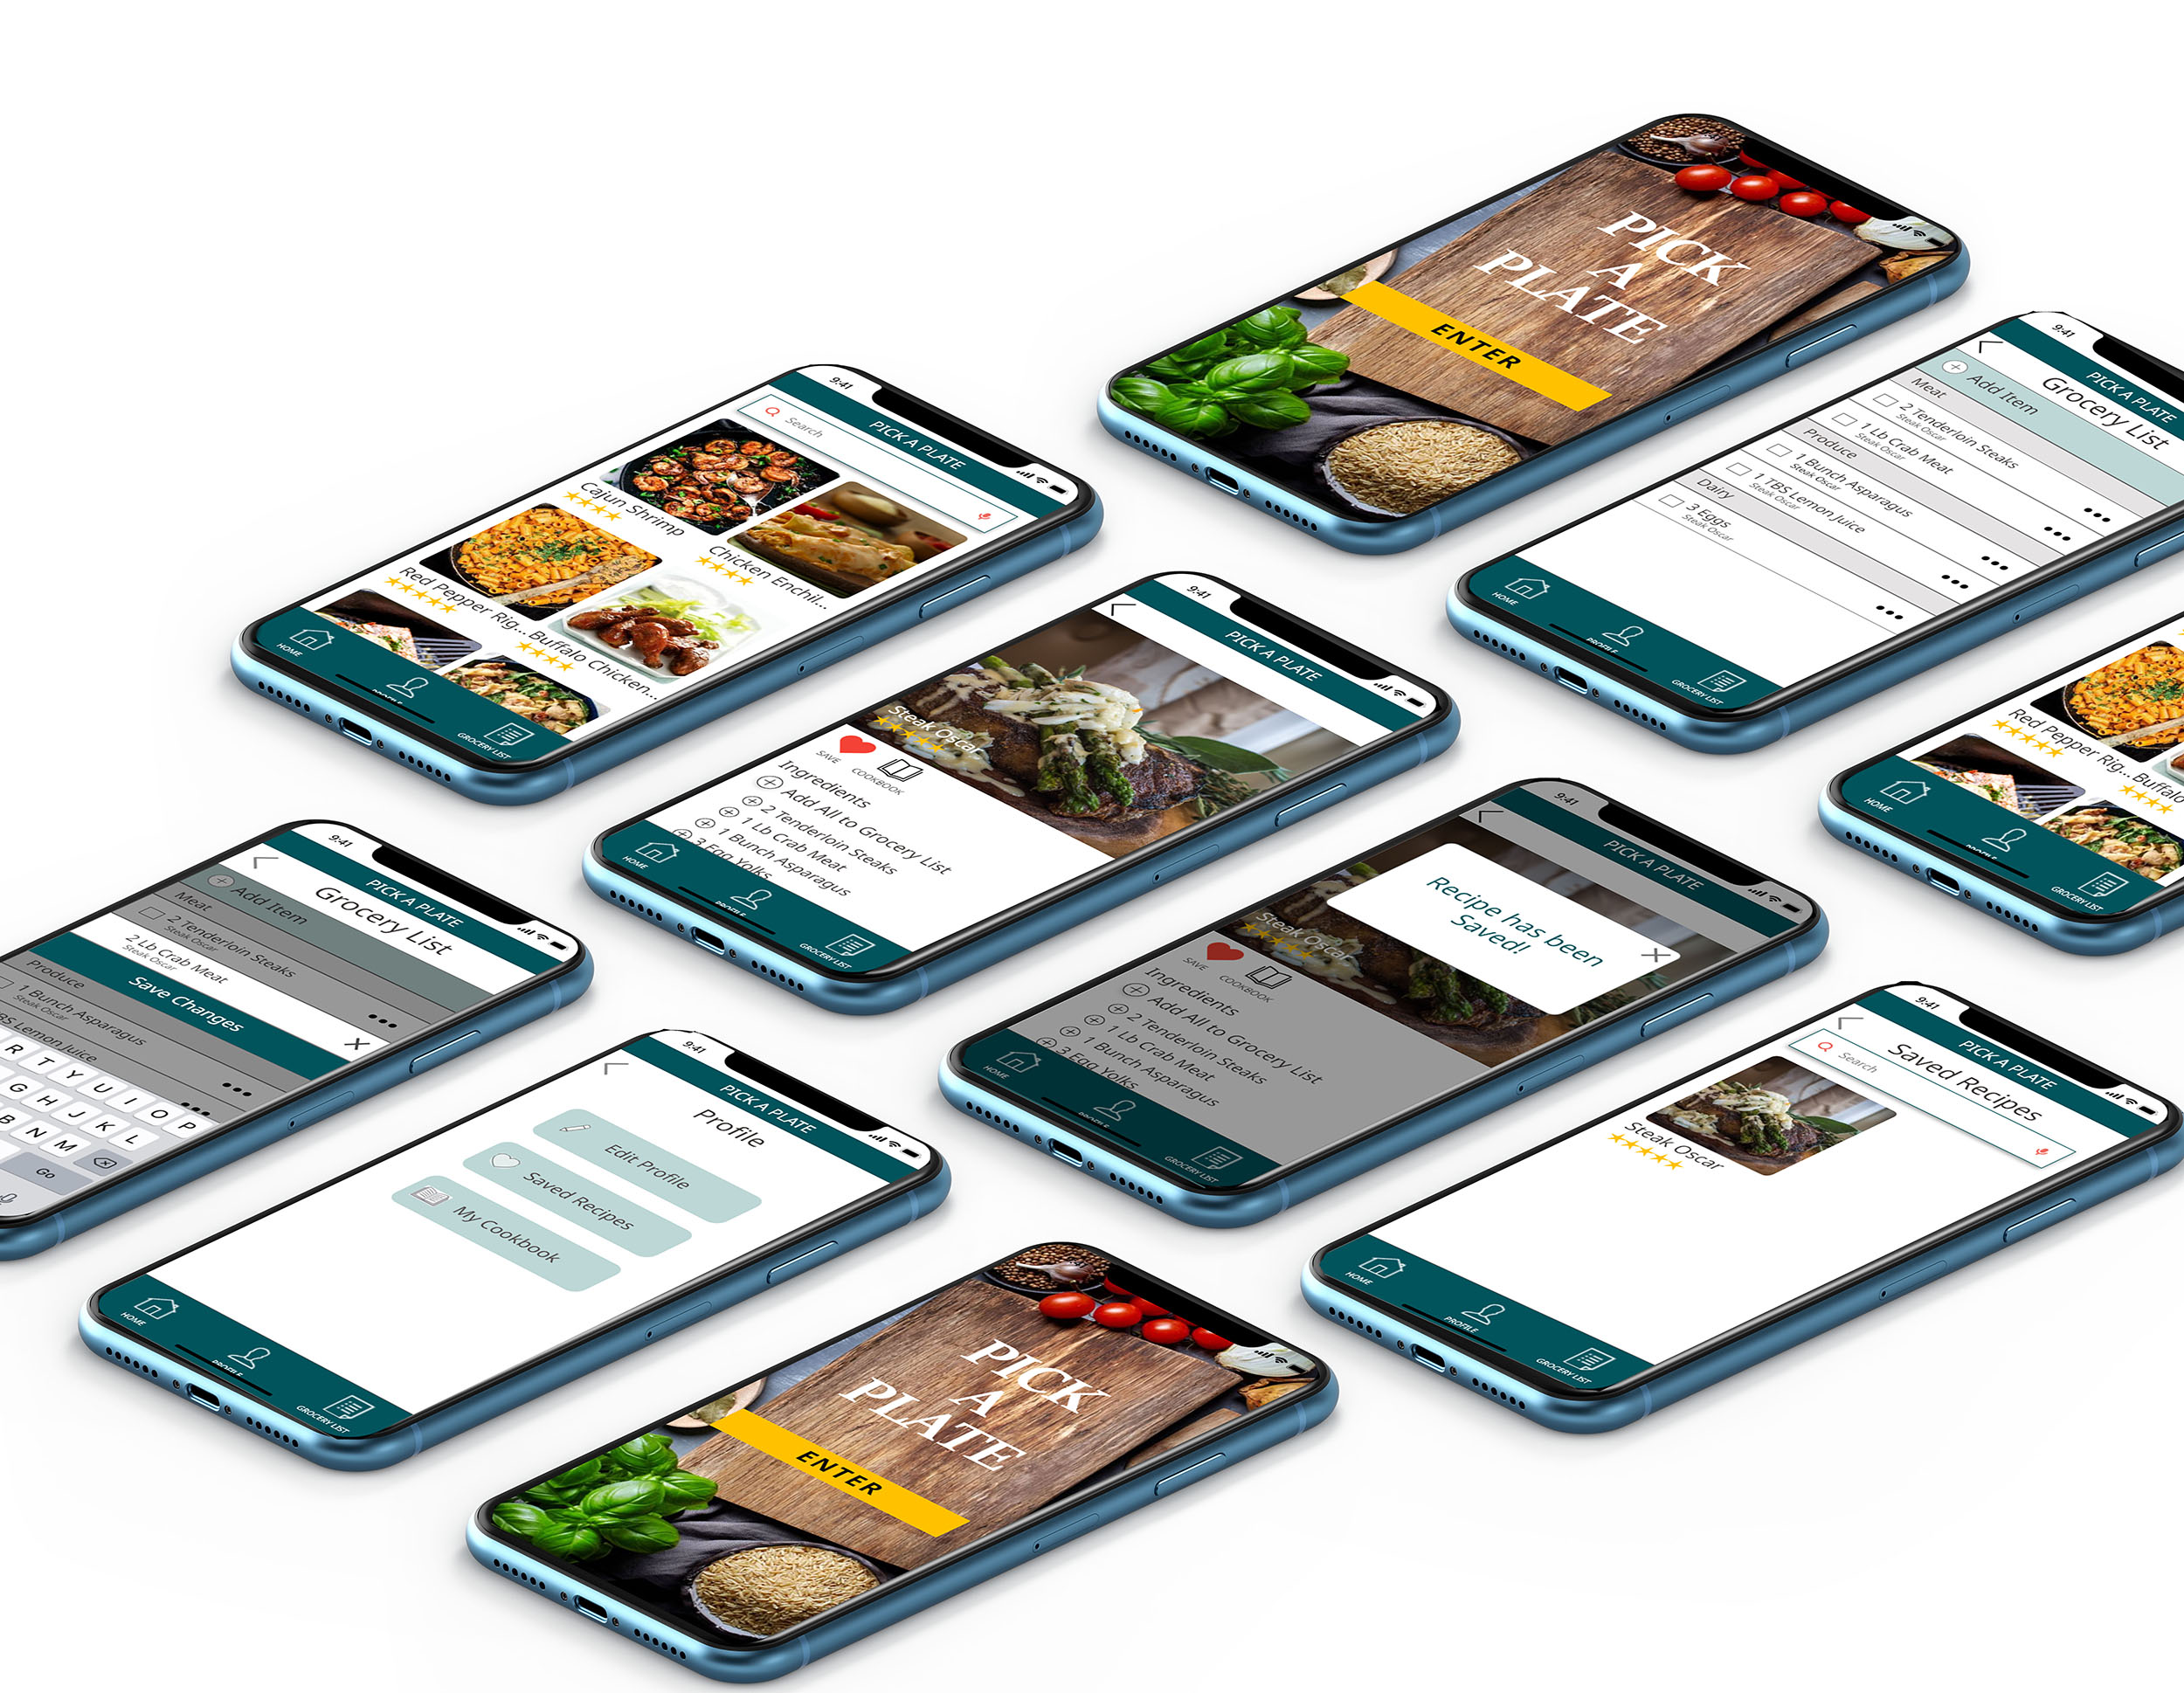 PICK
A
PLATE
ENTER
9:41
PICK A PLATE
Search
Cajun Shrimp
Chicken Enchil...
Red Pepper Rig...
Buffalo Chicken...
HOME
GROCERY LIST
9:41
PICK A PLATE
Grocery List
Add Item
Meat
2 Tenderloin Steaks
Steak Oscar
1 Lb Crab Meat
Steak Oscar
Produce
1 Bunch Asparagus
Steak Oscar
1 TBS Lemon Juice
Steak Oscar
Dairy
3 Eggs
Steak Oscar
HOME
PROFILE
GROCERY LIST
9:41
PICK A PLATE
Steak Oscar
SAVE
COOKBOOK
Ingredients
Add All to Grocery List
2 Tenderloin Steaks
1 Lb Crab Meat
1 Bunch Asparagus
3 Egg Yolks
HOME
PROFILE
GROCERY LIST
Red Pepper Rig...
Buffalo
HOME
GROCERY LIST
9:41
PICK A PLATE
Grocery List
Add Item
Meat
2 Tenderloin Steaks
Steak Oscar
2 Lb Crab Meat
Steak Oscar
Save Changes
Produce
1 Bunch Asparagus
Steak Oscar
BS Lemon Juice
R T Y U I O P
G H J K L
B N M
Go
9:41
PICK A PLATE
Recipe has been
Saved!
Steak Oscar
SAVE
COOKBOOK
Ingredients
Add All to Grocery List
2 Tenderloin Steaks
1 Lb Crab Meat
1 Bunch Asparagus
3 Egg Yolks
HOME
PROFILE
GROCERY LIST
9:41
PICK A PLATE
Saved Recipes
Search
Steak Oscar
HOME
PROFILE
GROCERY LIST
9:41
PICK A PLATE
Profile
Edit Profile
Saved Recipes
My Cookbook
HOME
PROFILE
GROCERY LIST
PICK
A
PLATE
ENTER